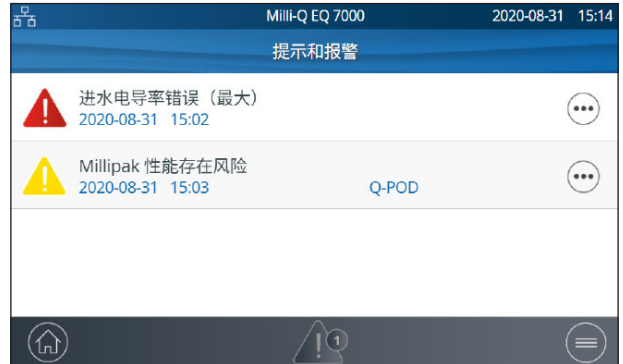 Milli-Q EQ 7000 2020-08-31 15:14
提示和报警
进水电导率错误（最大）
2020-08-31 15:02
Millipak 性能存在风险
2020-08-31 15:03 Q-POD
1